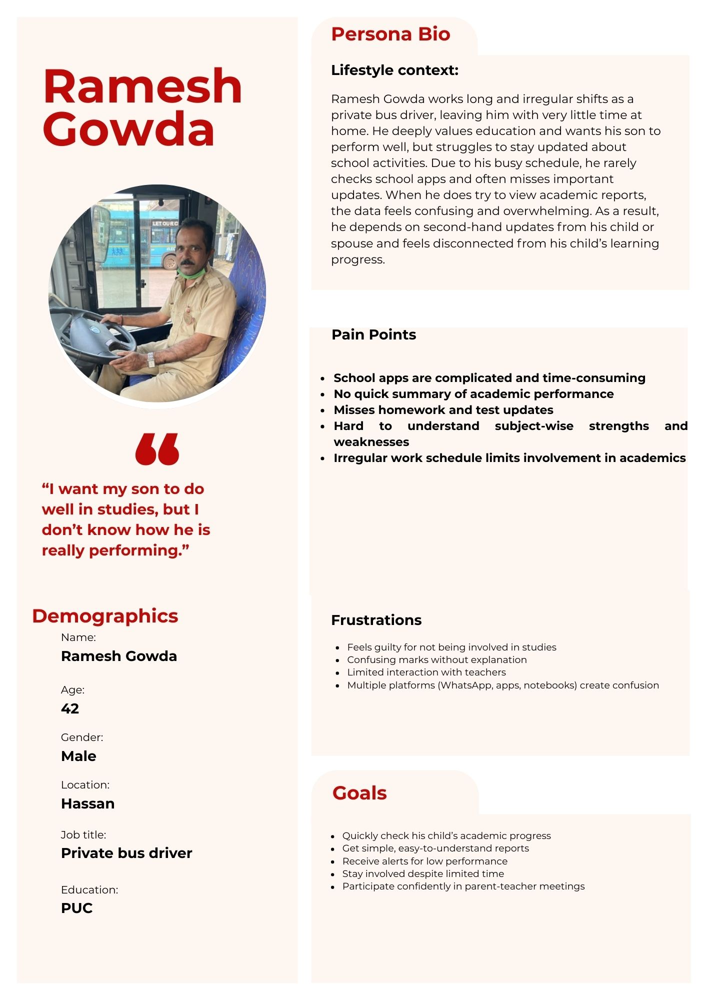 Ramesh
Gowda
“I want my son to do
well in studies, but I
don’t know how he is
really performing.”
Demographics
Name:
Ramesh Gowda
Age:
42
Gender:
Male
Location:
Hassan
Job title:
Private bus driver
Education:
PUC
Persona Bio
Lifestyle context:
Ramesh Gowda works long and irregular shifts as a
private bus driver, leaving him with very little time at
home. He deeply values education and wants his son to
perform well, but struggles to stay updated about
school activities. Due to his busy schedule, he rarely
checks school apps and often misses important
updates. When he does try to view academic reports,
the data feels confusing and overwhelming. As a result,
he depends on second-hand updates from his child or
spouse and feels disconnected from his child’s learning
progress.
Pain Points
• School apps are complicated and time-consuming
• No quick summary of academic performance
• Misses homework and test updates
• Hard to understand subject-wise strengths and
weaknesses
• Irregular work schedule limits involvement in academics
Frustrations
• Feels guilty for not being involved in studies
• Confusing marks without explanation
• Limited interaction with teachers
• Multiple platforms (WhatsApp, apps, notebooks) create confusion
Goals
• Quickly check his child’s academic progress
• Get simple, easy-to-understand reports
• Receive alerts for low performance
• Stay involved despite limited time
• Participate confidently in parent-teacher meetings
LET OUR C